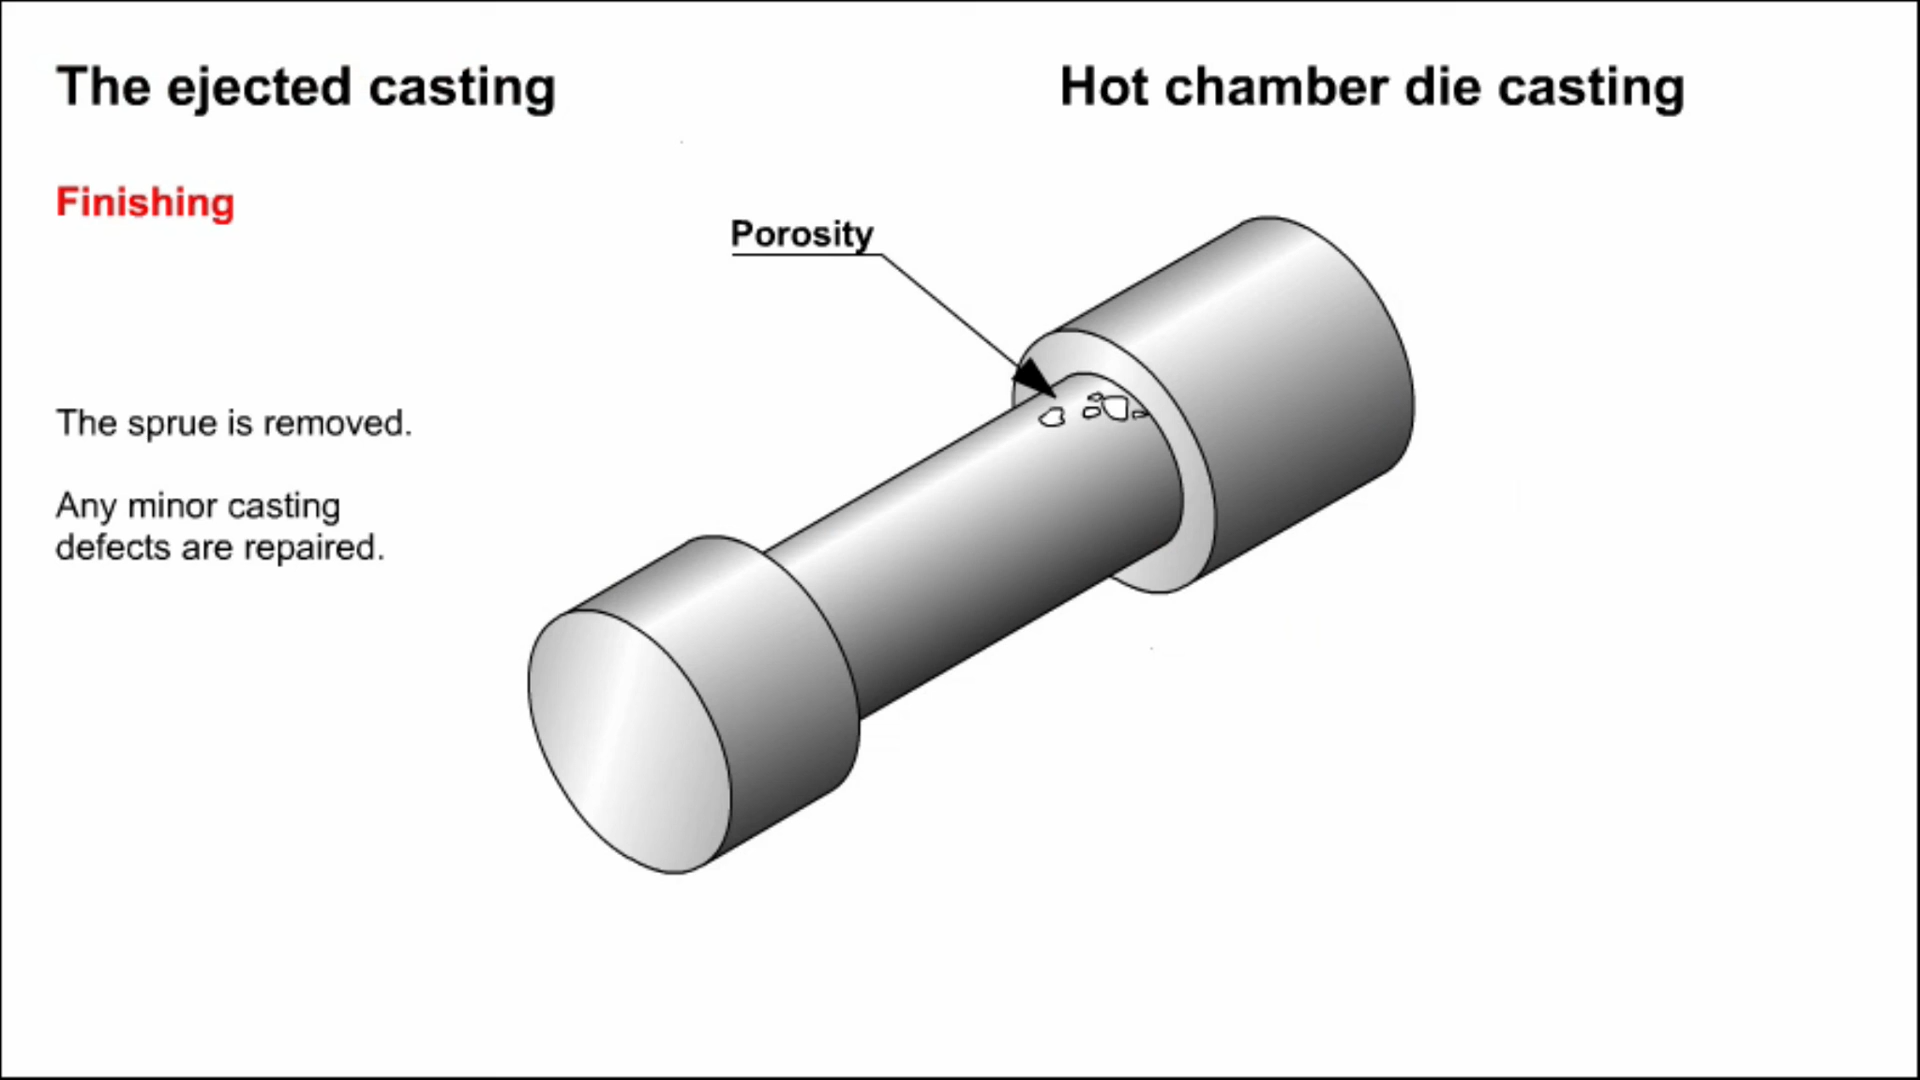 The ejected casting
Hot chamber die casting
Finishing
Porosity
The sprue is removed.
Any minor casting
defects are repaired.